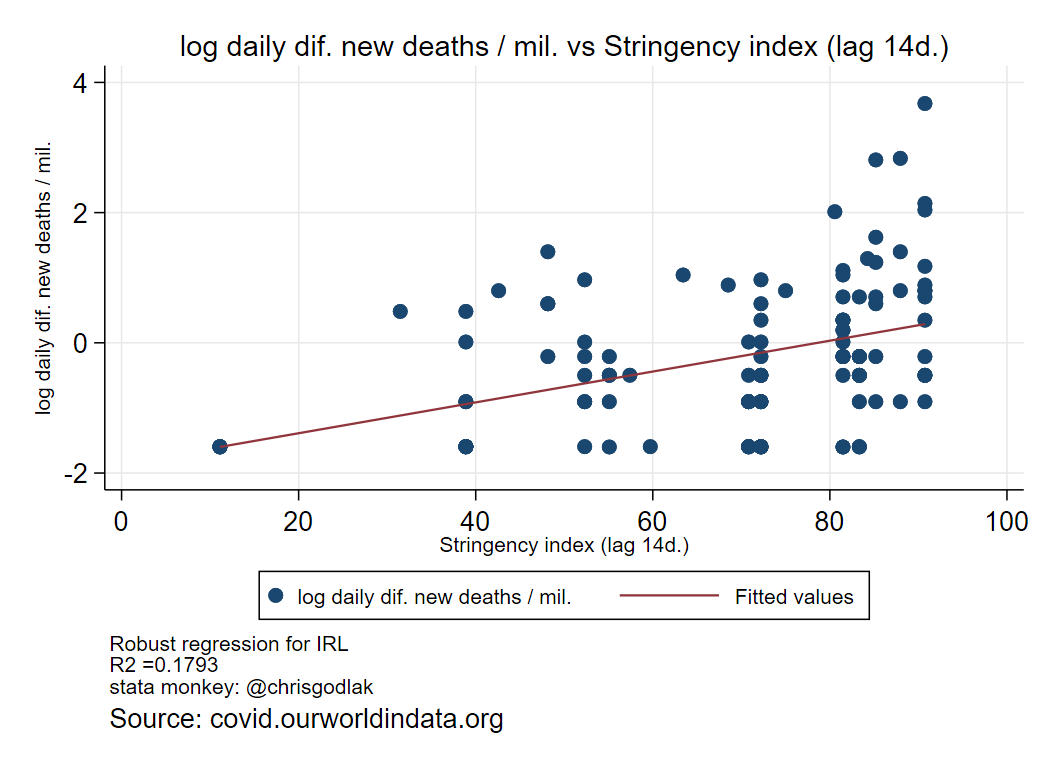 log daily dif. new deaths / mil. vs Stringency index (lag 14d.)
log daily dif. new deaths / mil.
4
2
0
-2
0 20 40 60 80 100
Stringency index (lag 14d.)
log daily dif. new deaths / mil. Fitted values
Robust regression for IRL
R2 =0.1793
stata monkey: @chrisgodlak
Source: covid.ourworldindata.org